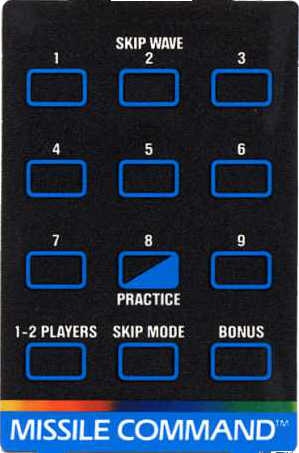 SKIP WAVE
1 2 3
4 5 6
7 8 9
PRACTICE
1-2 PLAYERS SKIP MODE BONUS
MISSILE COMMAND™